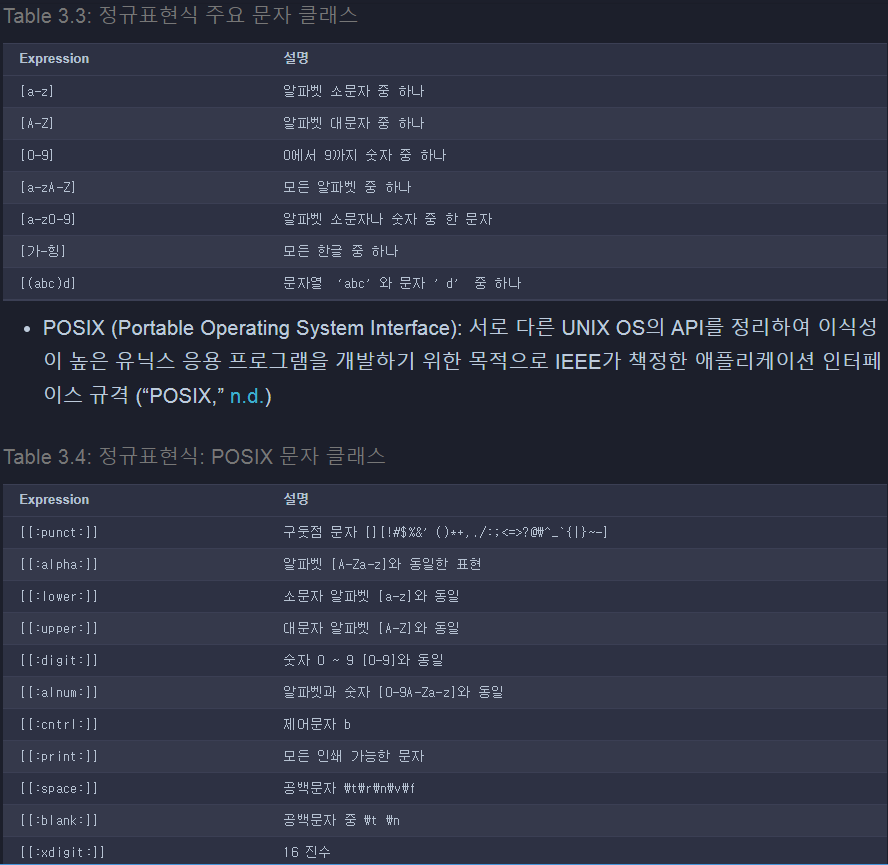 Table 3.3: 정규표현식 주요 문자 클래스
Expression 설명
[a-z] 알파벳 소문자 중 하나
[A-Z] 알파벳 대문자 중 하나
[0-9] 0에서 9까지 숫자 중 하나
[a-zA-Z] 모든 알파벳 중 하나
[a-z0-9] 알파벳 소문자나 숫자 중 한 문자
[가-힝] 모든 한글 중 하나
[(abc)d] 문자열 ‘abc’와 문자 ’d’ 중 하나
• POSIX (Portable Operating System Interface): 서로 다른 UNIX OS의 API를 정리하여 이식성
이 높은 유닉스 응용 프로그램을 개발하기 위한 목적으로 IEEE가 책정한 애플리케이션 인터페
이스 규격 (“POSIX,” n.d.)
Table 3.4: 정규표현식: POSIX 문자 클래스
Expression 설명
[[:punct:]] 구둣점 문자 [][!#$%&’()*+,./:;<=>?@₩^_`{|}~-]
[[:alpha:]] 알파벳 [A-Za-z]와 동일한 표현
[[:lower:]] 소문자 알파벳 [a-z]와 동일
[[:upper:]] 대문자 알파벳 [A-Z]와 동일
[[:digit:]] 숫자 0 ~ 9 [0-9]와 동일
[[:alnum:]] 알파벳과 숫자 [0-9A-Za-z]와 동일
[[:cntrl:]] 제어문자 b
[[:print:]] 모든 인쇄 가능한 문자
[[:space:]] 공백문자 ₩t₩r₩n₩v₩f
[[:blank:]] 공백문자 중 ₩t ₩n
[[:xdigit:]] 16 진수